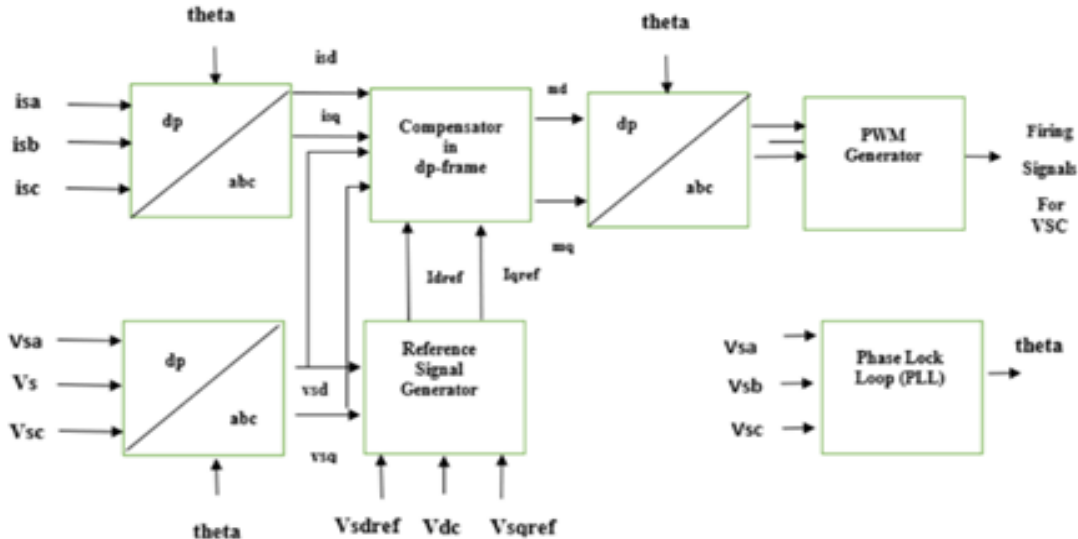 theta
theta
isd
isa
isb
isc
dp
abc
isq
Compensator
in
dp-frame
md
mq
dp
abc
PWM
Generator
Firing
Signals
For
VSC
Idref
Iqref
Vsa
Vs
Vsc
dp
abc
vsd
vsq
Reference
Signal
Generator
Vsa
Vsb
Vsc
Phase Lock
Loop (PLL)
theta
theta
Vsdref
Vdc
Vsqref